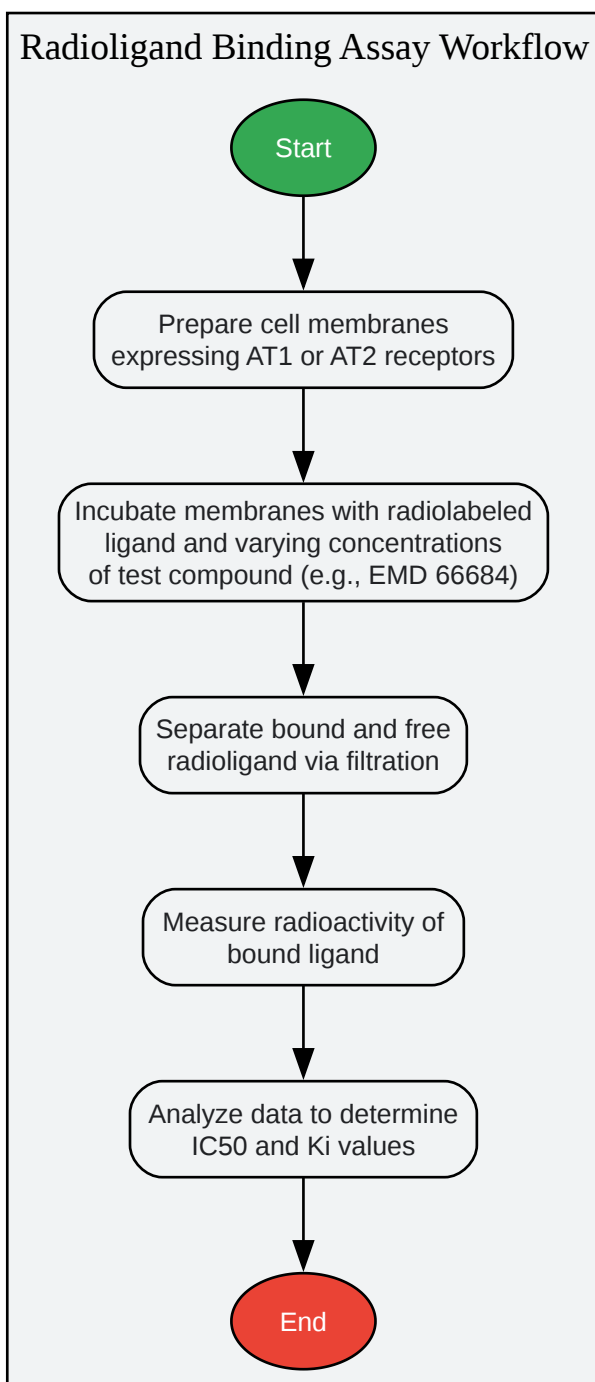 Radioligand Binding Assay Workflow
Start
Prepare cell membranes
expressing AT1 or AT2 receptors
Incubate membranes with radiolabeled
ligand and varying concentrations
of test compound (e.g., EMD 66684)
Separate bound and free
radioligand via filtration
Measure radioactivity of
bound ligand
Analyze data to determine
IC50 and Ki values
End